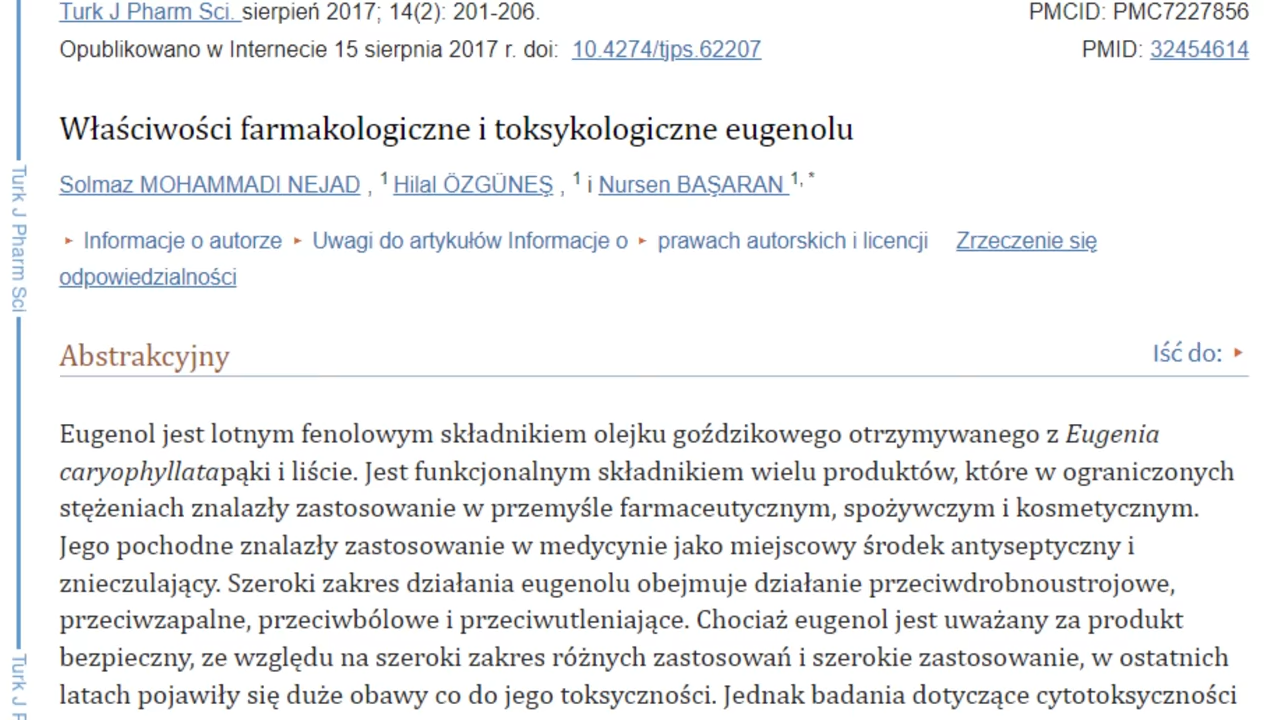 Turk J Pharm Sci. sierpień 2017; 14(2): 201-206.
PMCID: PMC7227856
Opublikowano w Internecie 15 sierpnia 2017 r. doi: 10.4274/tjps.62207
PMID: 32454614
Właściwości farmakologiczne i toksykologiczne eugenolu
Solmaz MOHAMMADI NEJAD , 1 Hilal ÖZGÜNEŞ , 1 i Nursen BAŞARAN 1, *
▸ Informacje o autorze ▸ Uwagi do artykułów Informacje o ▸ prawach autorskich i licencji Zrzeczenie się
odpowiedzialności
Abstrakcyjny
Iść do: ▸
Eugenol jest lotnym fenolowym składnikiem olejku goździkowego otrzymywanego z Eugenia
caryophyllatapąki i liście. Jest funkcjonalnym składnikiem wielu produktów, które w ograniczonych
stężeniach znalazły zastosowanie w przemyśle farmaceutycznym, spożywczym i kosmetycznym.
Jego pochodne znalazły zastosowanie w medycynie jako miejscowy środek antyseptyczny i
znieczulający. Szeroki zakres działania eugenolu obejmuje działanie przeciwdrobnoustrojowe,
przeciwzapalne, przeciwbólowe i przeciwutleniające. Chociaż eugenol jest uważany za produkt
bezpieczny, ze względu na szeroki zakres różnych zastosowań i szerokie zastosowanie, w ostatnich
latach pojawiły się duże obawy co do jego toksyczności. Jednak badania dotyczące cytotoksyczności
Turk J Pharm Sci
Turk J P